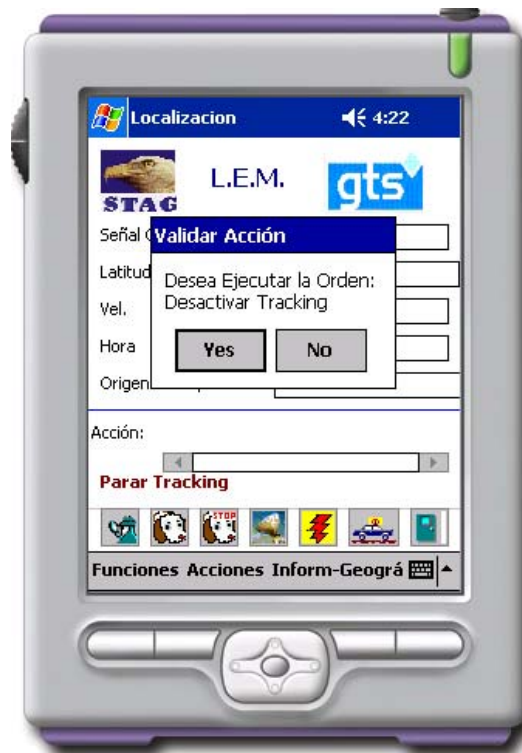 Localizacion 4:22
STAG
L.E.M.
gts
Señal
Validar Acción
Latitud
Desea Ejecutar la Orden:
Desactivar Tracking
Vel.
Hora
Yes No
Origen
Acción:
Parar Tracking
STOP
Funciones Acciones Inform-Geográ